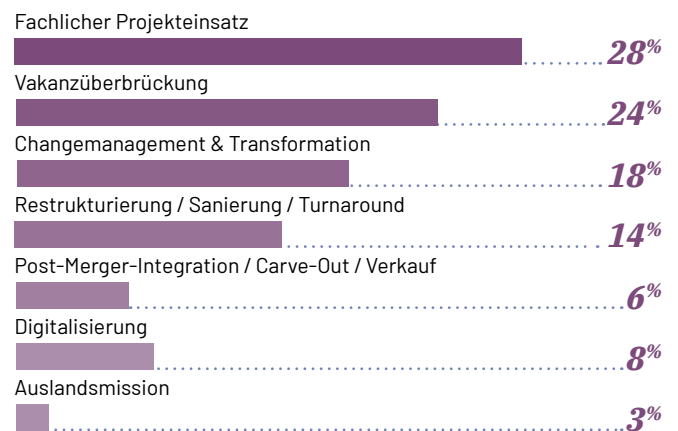 Fachlicher Projekteinsatz
28%
Vakanzüberbrückung
24%
Changemanagement & Transformation
18%
Restrukturierung / Sanierung / Turnaround
14%
Post-Merger-Integration / Carve-Out / Verkauf
6%
Digitalisierung
8%
Auslandsmission
3%